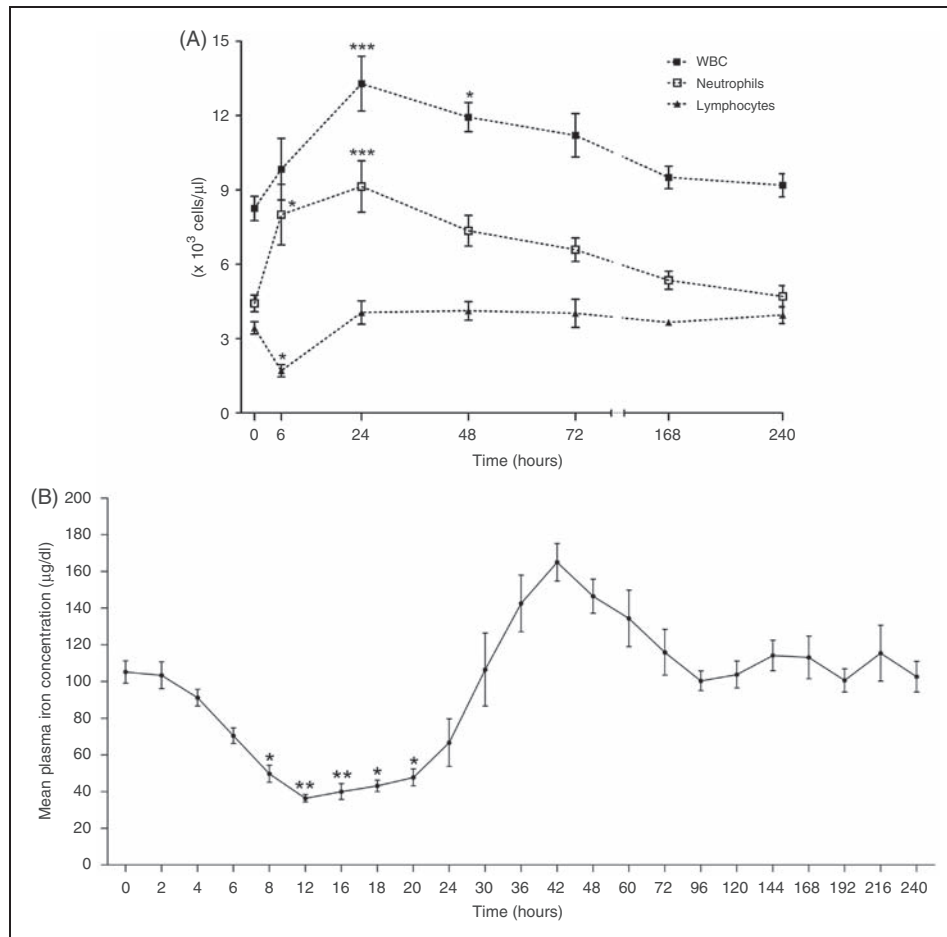 (A)
15
12
9
6
3
0
(x 10³ cells/µl)
***
*
***
*
*
WBC
Neutrophils
Lymphocytes
0 6 24 48 72 168 240
Time (hours)
(B)
200
180
160
140
120
100
80
60
40
20
0
Mean plasma iron concentration (µg/dl)
* ** ** * *
0 2 4 6 8 12 16 18 20 24 30 36 42 48 60 72 96 120 144 168 192 216 240
Time (hours)